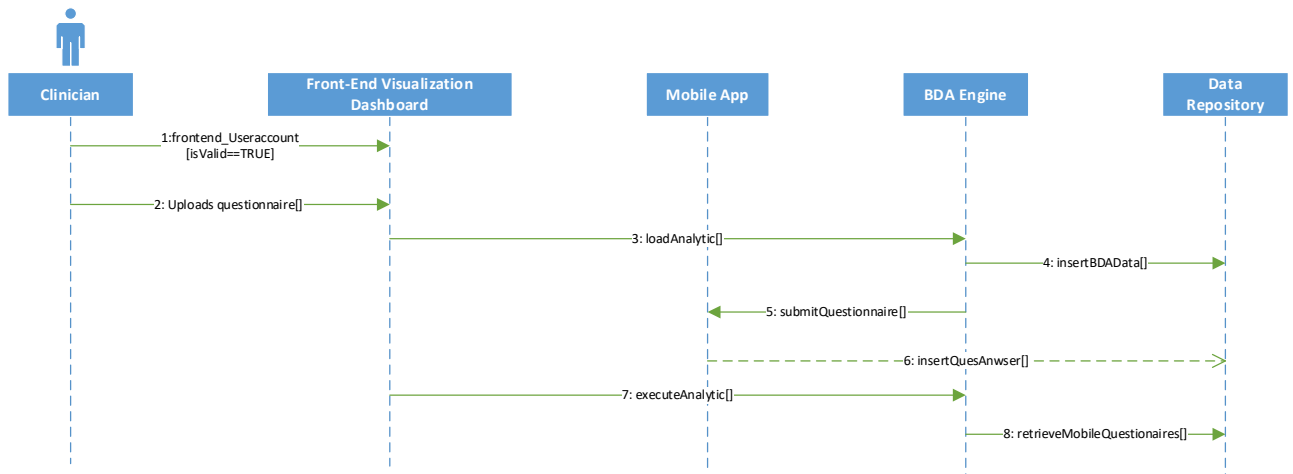 Clinician
Front-End Visualization
Dashboard
Mobile App
BDA Engine
Data
Repository
1:frontend_Useraccount
[isValid==TRUE]
2: Uploads questionnaire[]
3: loadAnalytic[]
4: insertBDAData[]
5: submitQuestionnaire[]
6: insertQuesAnwser[]
7: executeAnalytic[]
8: retrieveMobileQuestionaires[]